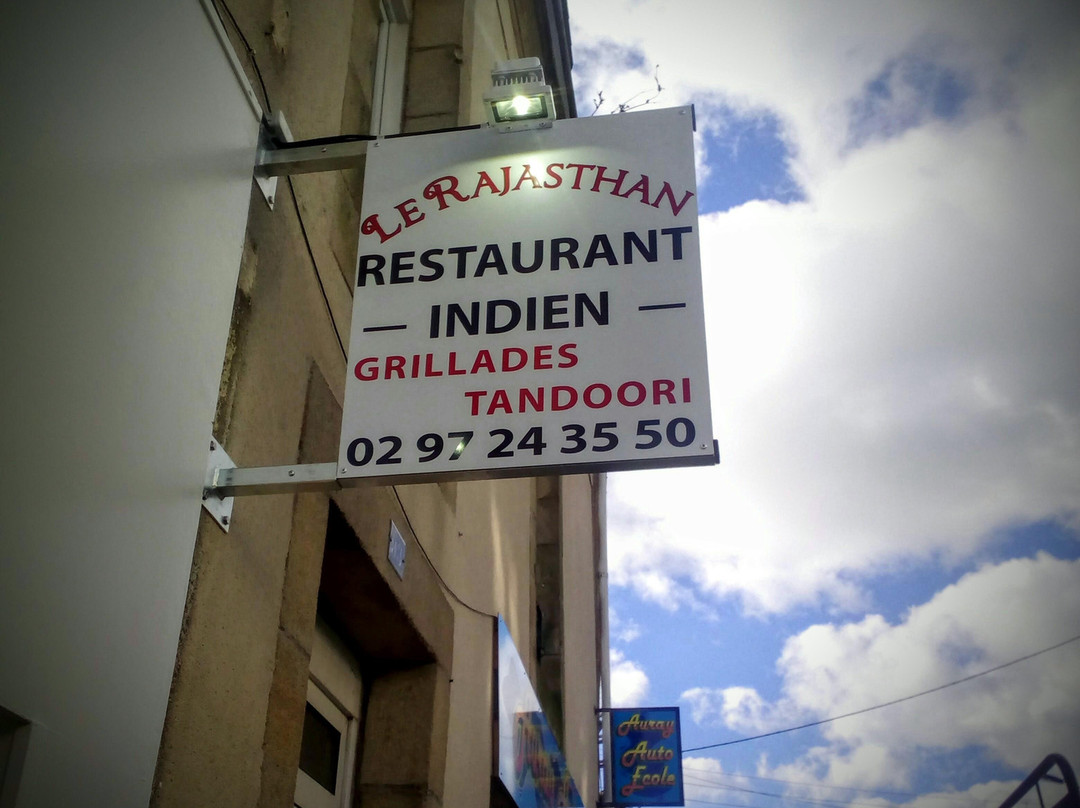 Le Rajasthan
RESTAURANT
— INDIEN —
GRILLADES
TANDOORI
02 97 24 35 50
Auray
Auto
Ecole